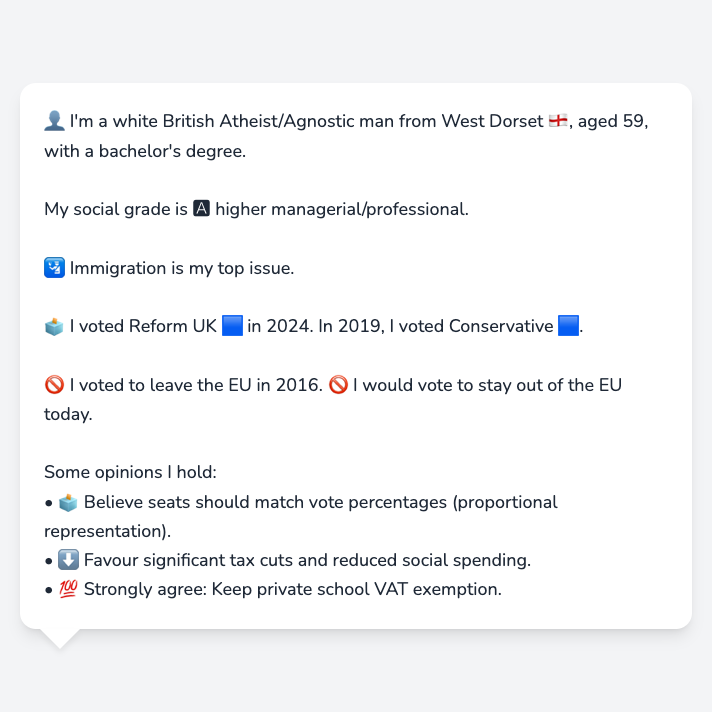 👤 I'm a white British Atheist/Agnostic man from West Dorset 🏴󠁧󠁢󠁥󠁮󠁧󠁿, aged 59,
with a bachelor's degree.
My social grade is 🅰 higher managerial/professional.
🛂 Immigration is my top issue.
🗳️ I voted Reform UK 🟦 in 2024. In 2019, I voted Conservative 🟦.
🚫 I voted to leave the EU in 2016. 🚫 I would vote to stay out of the EU
today.
Some opinions I hold:
• 🗳️ Believe seats should match vote percentages (proportional
representation).
• ⬇️ Favour significant tax cuts and reduced social spending.
• 💯 Strongly agree: Keep private school VAT exemption.